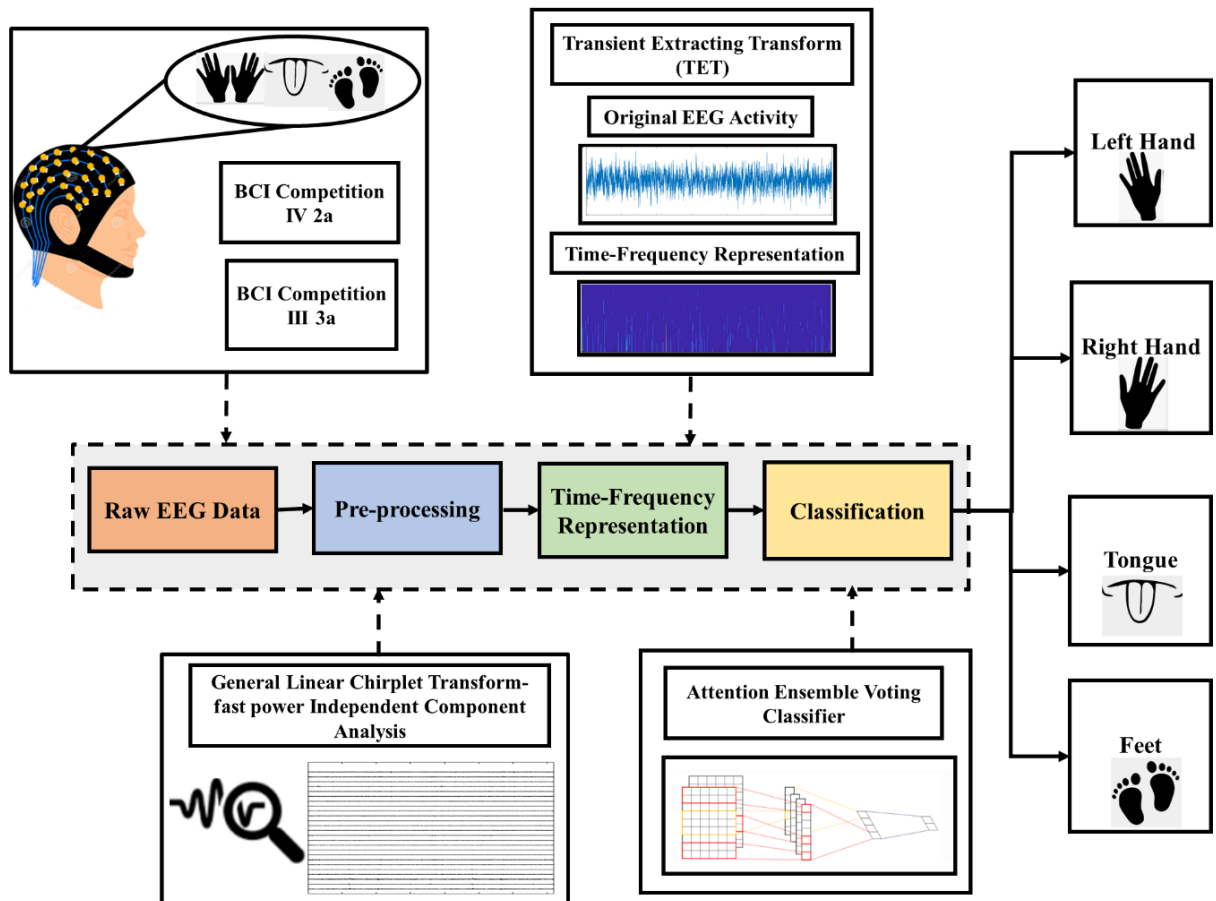 BCI Competition
IV 2a
BCI Competition
III 3a
Transient Extracting Transform
(TET)
Original EEG Activity
Time-Frequency Representation
Raw EEG Data
Pre-processing
Time-Frequency
Representation
Classification
General Linear Chirplet Transform-
fast power Independent Component
Analysis
Attention Ensemble Voting
Classifier
Left Hand
Right Hand
Tongue
Feet